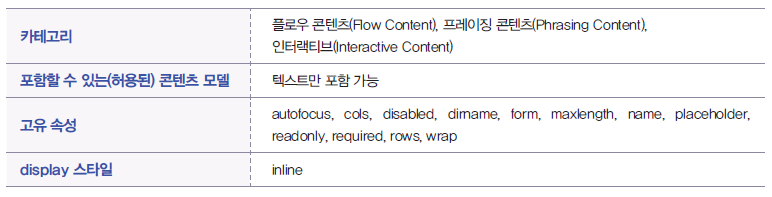 카테고리
플로우 콘텐츠(Flow Content), 프레이징 콘텐츠(Phrasing Content),
인터랙티브(Interactive Content)
포함할 수 있는(허용된) 콘텐츠 모델
텍스트만 포함 가능
고유 속성
autofocus, cols, disabled, dirname, form, maxlength, name, placeholder,
readonly, required, rows, wrap
display 스타일
inline